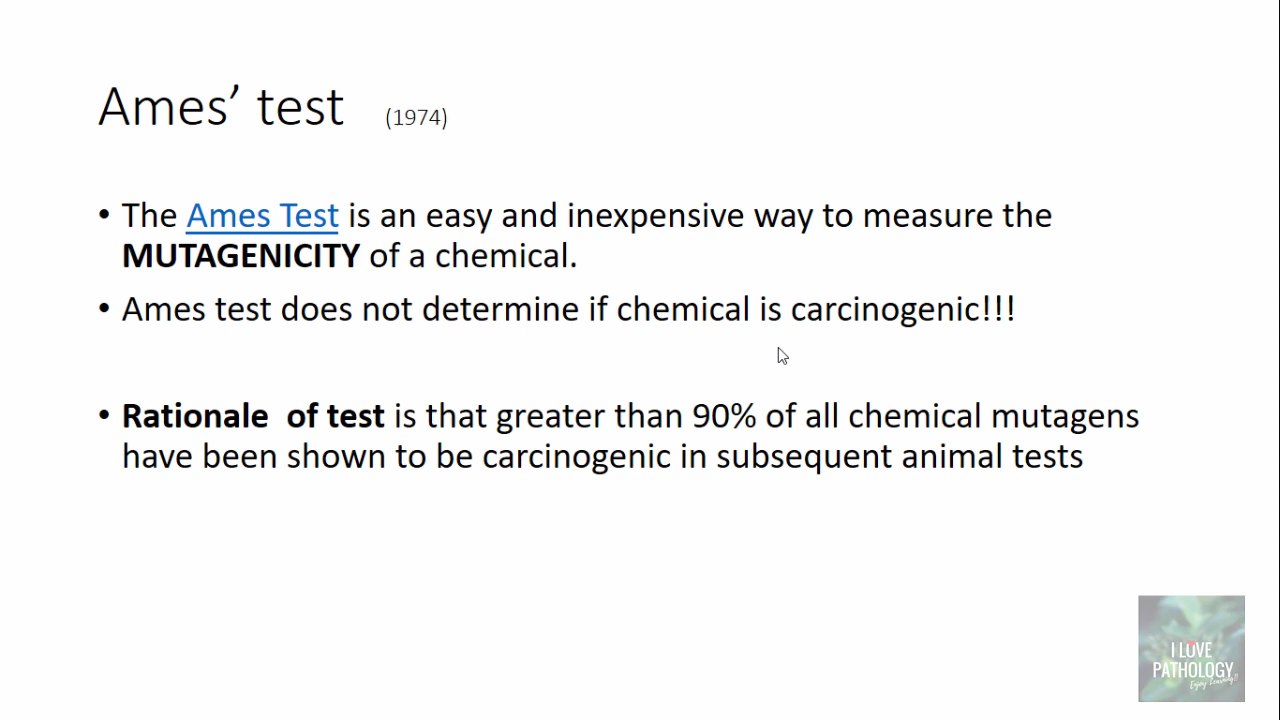 Ames’ test (1974)
• The Ames Test is an easy and inexpensive way to measure the
MUTAGENICITY of a chemical.
• Ames test does not determine if chemical is carcinogenic!!!
• Rationale of test is that greater than 90% of all chemical mutagens
have been shown to be carcinogenic in subsequent animal tests
I LOVE
PATHOLOGY
Enjoy Learning!!